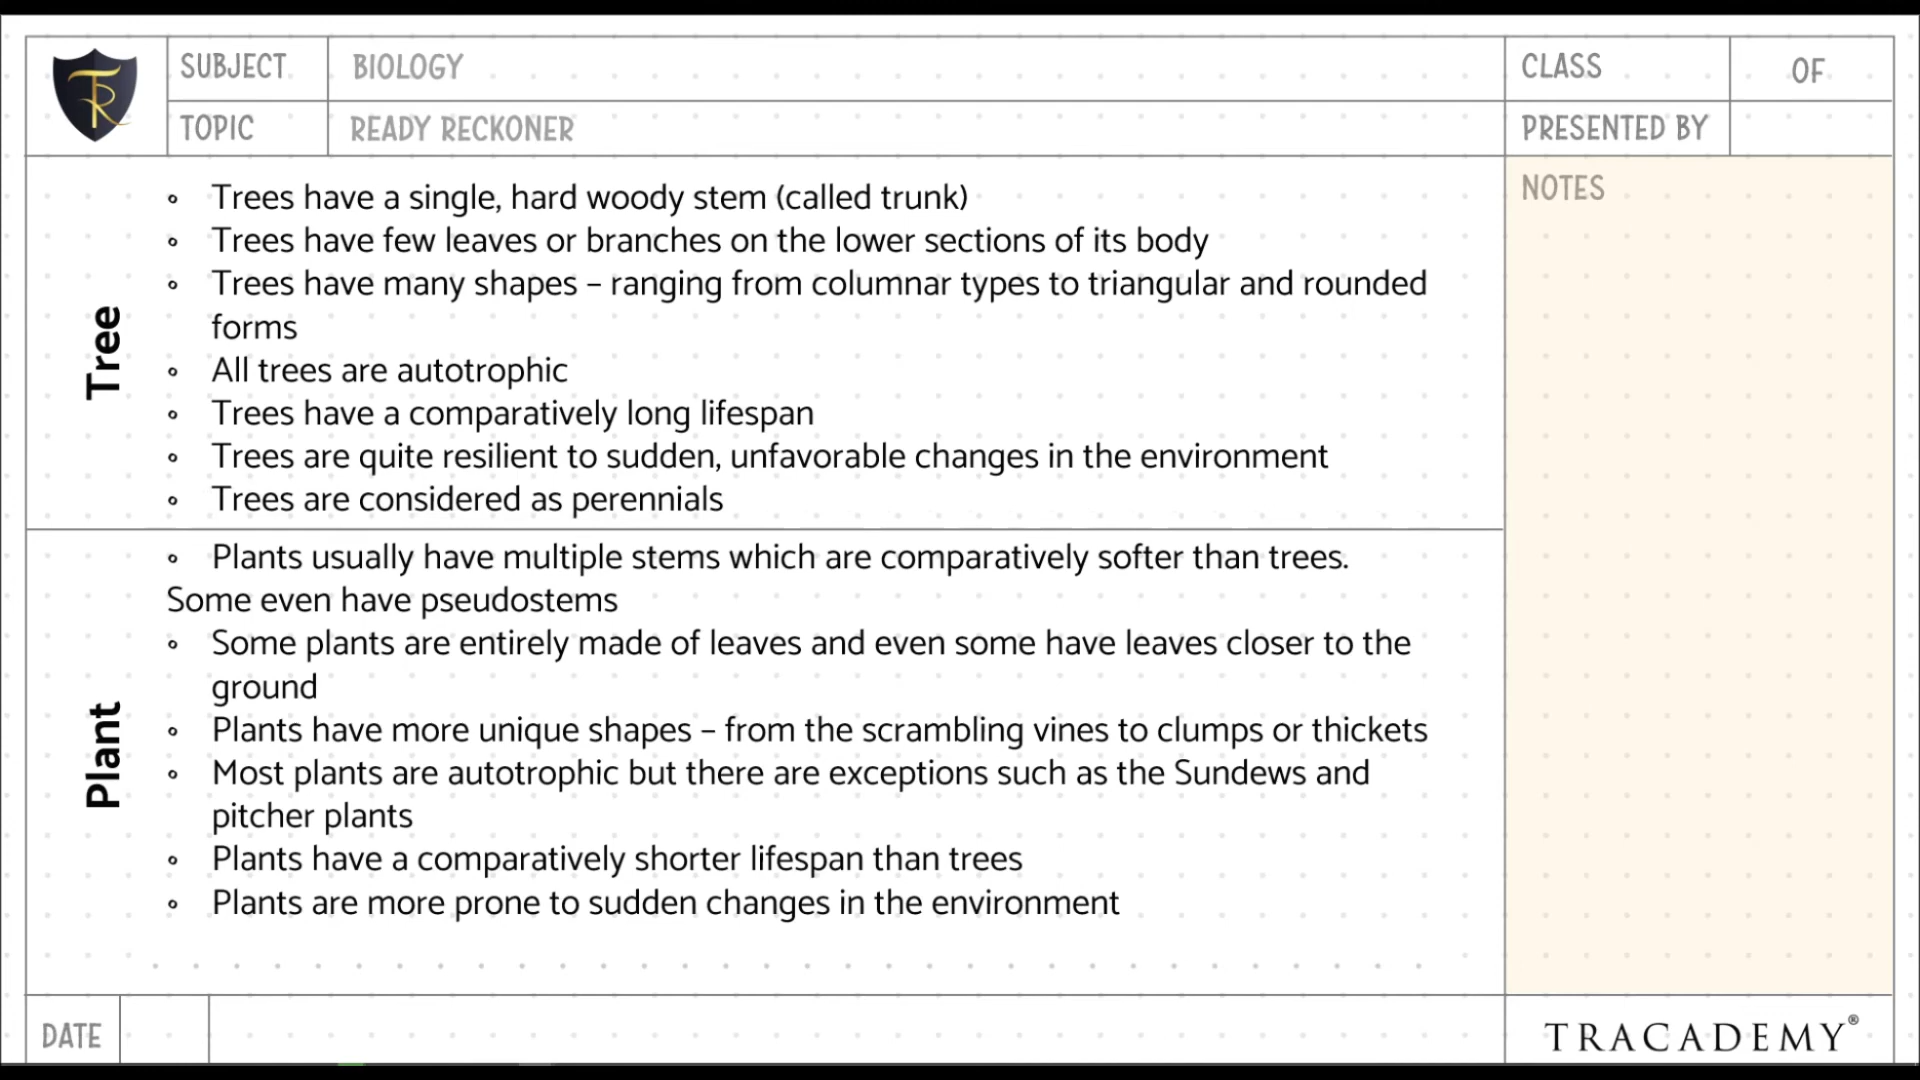 SUBJECT BIOLOGY CLASS OF
TOPIC READY RECKONER PRESENTED BY
NOTES
Tree
◦ Trees have a single, hard woody stem (called trunk)
◦ Trees have few leaves or branches on the lower sections of its body
◦ Trees have many shapes – ranging from columnar types to triangular and rounded
forms
◦ All trees are autotrophic
◦ Trees have a comparatively long lifespan
◦ Trees are quite resilient to sudden, unfavorable changes in the environment
◦ Trees are considered as perennials
Plant
◦ Plants usually have multiple stems which are comparatively softer than trees.
Some even have pseudostems
◦ Some plants are entirely made of leaves and even some have leaves closer to the
ground
◦ Plants have more unique shapes – from the scrambling vines to clumps or thickets
◦ Most plants are autotrophic but there are exceptions such as the Sundews and
pitcher plants
◦ Plants have a comparatively shorter lifespan than trees
◦ Plants are more prone to sudden changes in the environment
DATE
TRACADEMY®